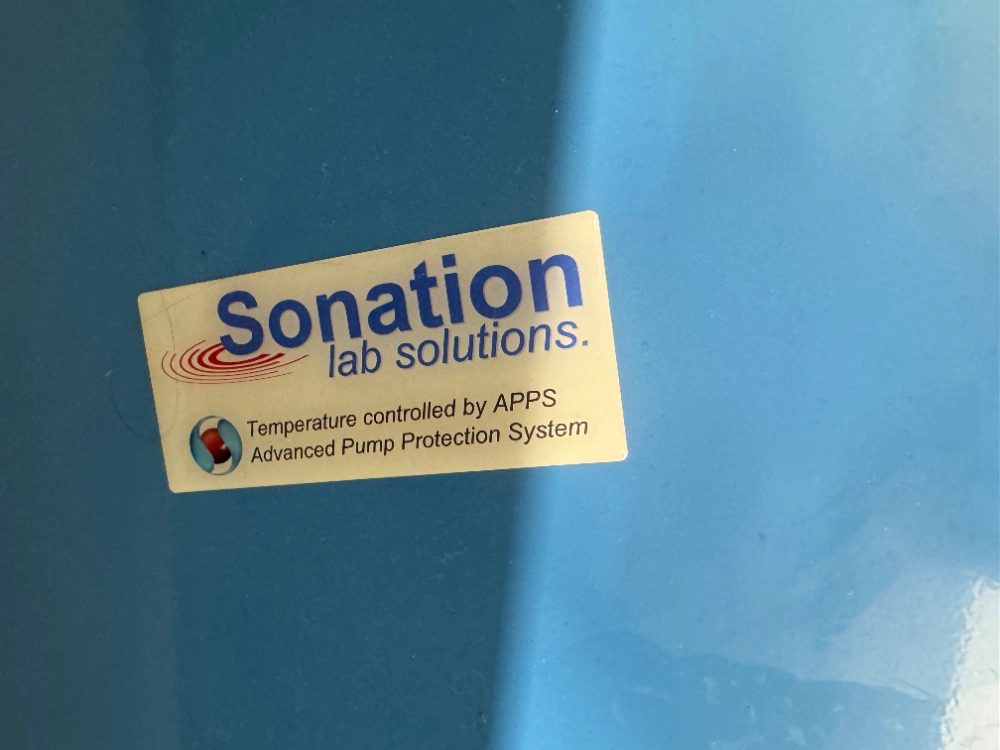 Sonation
lab solutions.
Temperature controlled by APPS
Advanced Pump Protection System